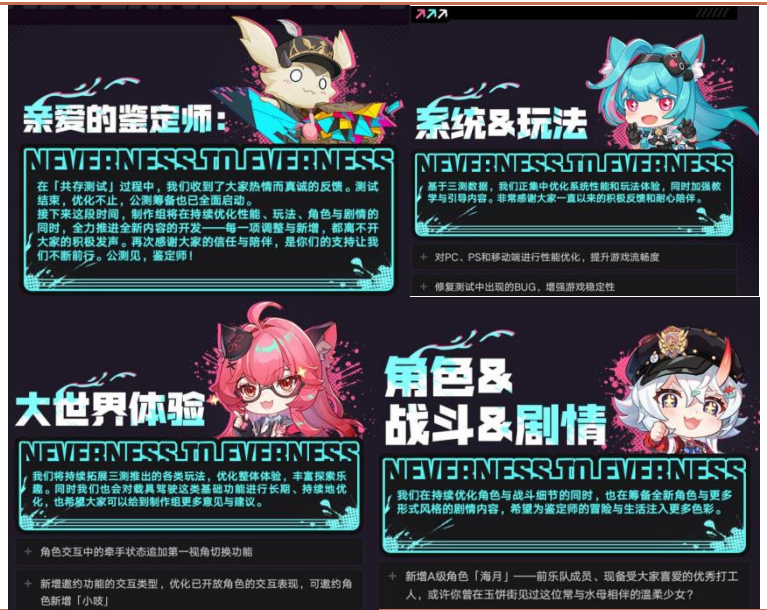 亲爱的鉴定师：
NEVERNESS TO EVERNESS
在「共存测试」过程中，我们收到了大家热情而真诚的反馈。测试
结束，优化不止，公测筹备也已全面启动。
接下来这段时间，制作组将在持续优化性能、玩法、角色与剧情的
同时，全力推进全新内容的开发——每一项调整与新增，都离不开
大家的积极发声。再次感谢大家的信任与陪伴，是你们的支持让我
们不断前行。公测见，鉴定师！
系统&玩法
NEVERNESS TO EVERNESS
基于三测数据，我们正集中优化系统性能和玩法体验，同时加强教
学与引导内容。非常感谢大家一直以来的积极反馈和耐心陪伴。
+ 对PC、PS和移动端进行性能优化，提升游戏流畅度
+ 修复测试中出现的BUG，增强游戏稳定性
大世界体验
NEVERNESS TO EVERNESS
我们将持续拓展三测推出的各类玩法，优化整体体验，丰富探索乐
趣。同时我们也会对载具驾驶这类基础功能进行长期、持续地优
化，也希望大家可以给到制作组更多意见与建议。
+ 角色交互中的牵手状态追加第一视角切换功能
+ 新增邀约功能的交互类型，优化已开放角色的交互表现，可邀约角
色新增「小吱」
角色&
战斗&剧情
NEVERNESS TO EVERNESS
我们在持续优化角色与战斗细节的同时，也在筹备全新角色与更多
形式风格的剧情内容，希望为鉴定师的冒险与生活注入更多色彩。
+ 新增A级角色「海月」——前乐队成员、现备受大家喜爱的优秀打工
人，或许你曾在玉饼街见过这位常与水母相伴的温柔少女？